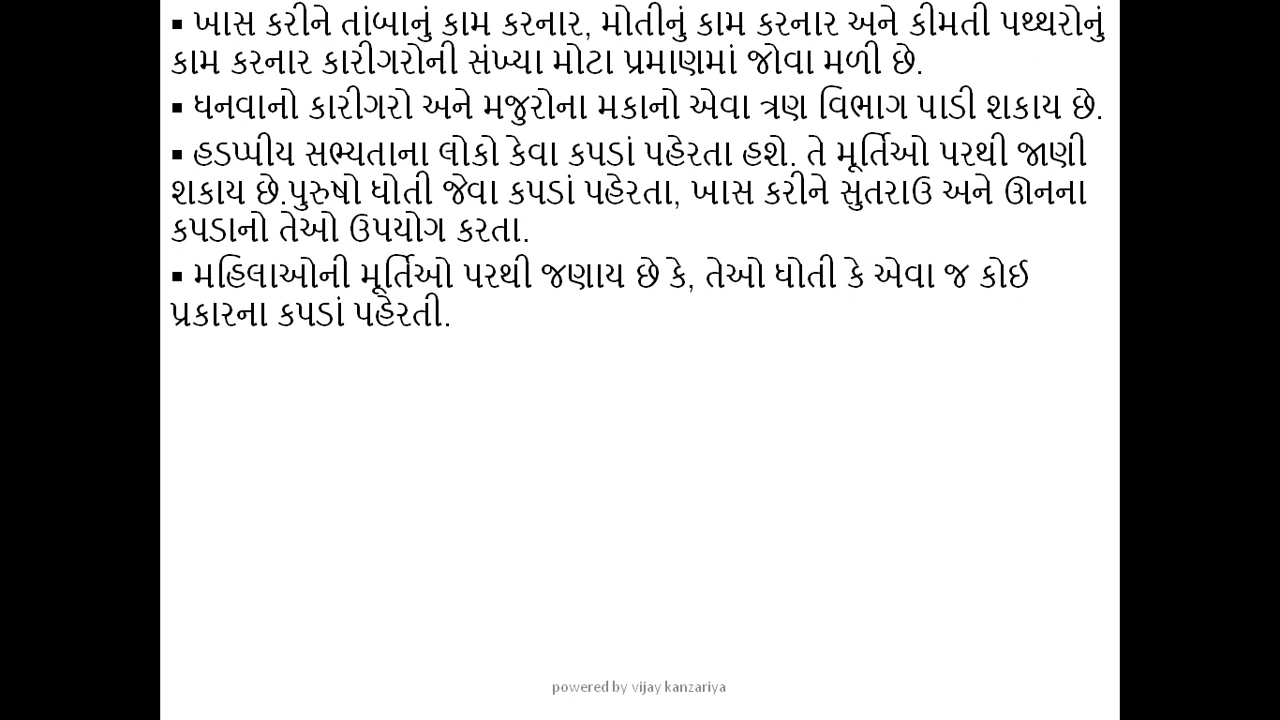 ▪ ખાસ કરીને તાંબાનું કામ કરનાર, મોતીનું કામ કરનાર અને કીમતી પથ્થરોનું
કામ કરનાર કારીગરોની સંખ્યા મોટા પ્રમાણમાં જોવા મળી છે.
▪ ધનવાનો કારીગરો અને મજુરોના મકાનો એવા ત્રણ વિભાગ પાડી શકાય છે.
▪ હડપ્પીય સભ્યતાના લોકો કેવા કપડાં પહેરતા હશે. તે મૂર્તિઓ પરથી જાણી
શકાય છે.પુરુષો ધોતી જેવા કપડાં પહેરતા, ખાસ કરીને સુતરાઉ અને ઊનના
કપડાનો તેઓ ઉપયોગ કરતા.
▪ મહિલાઓની મૂર્તિઓ પરથી જણાય છે કે, તેઓ ધોતી કે એવા જ કોઈ
પ્રકારના કપડાં પહેરતી.
powered by vijay kanzariya